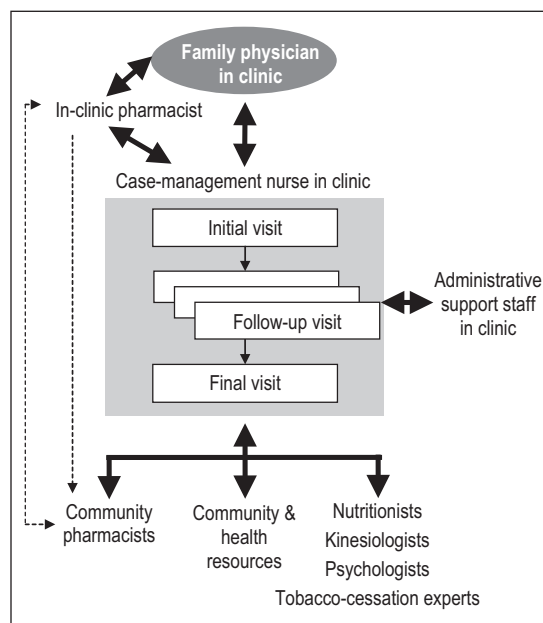 Family physician
in clinic
In-clinic pharmacist
Case-management nurse in clinic
Initial visit
Follow-up visit
Final visit
Administrative
support staff
in clinic
Community
pharmacists
Community &
health
resources
Nutritionists
Kinesiologists
Psychologists
Tobacco-cessation experts